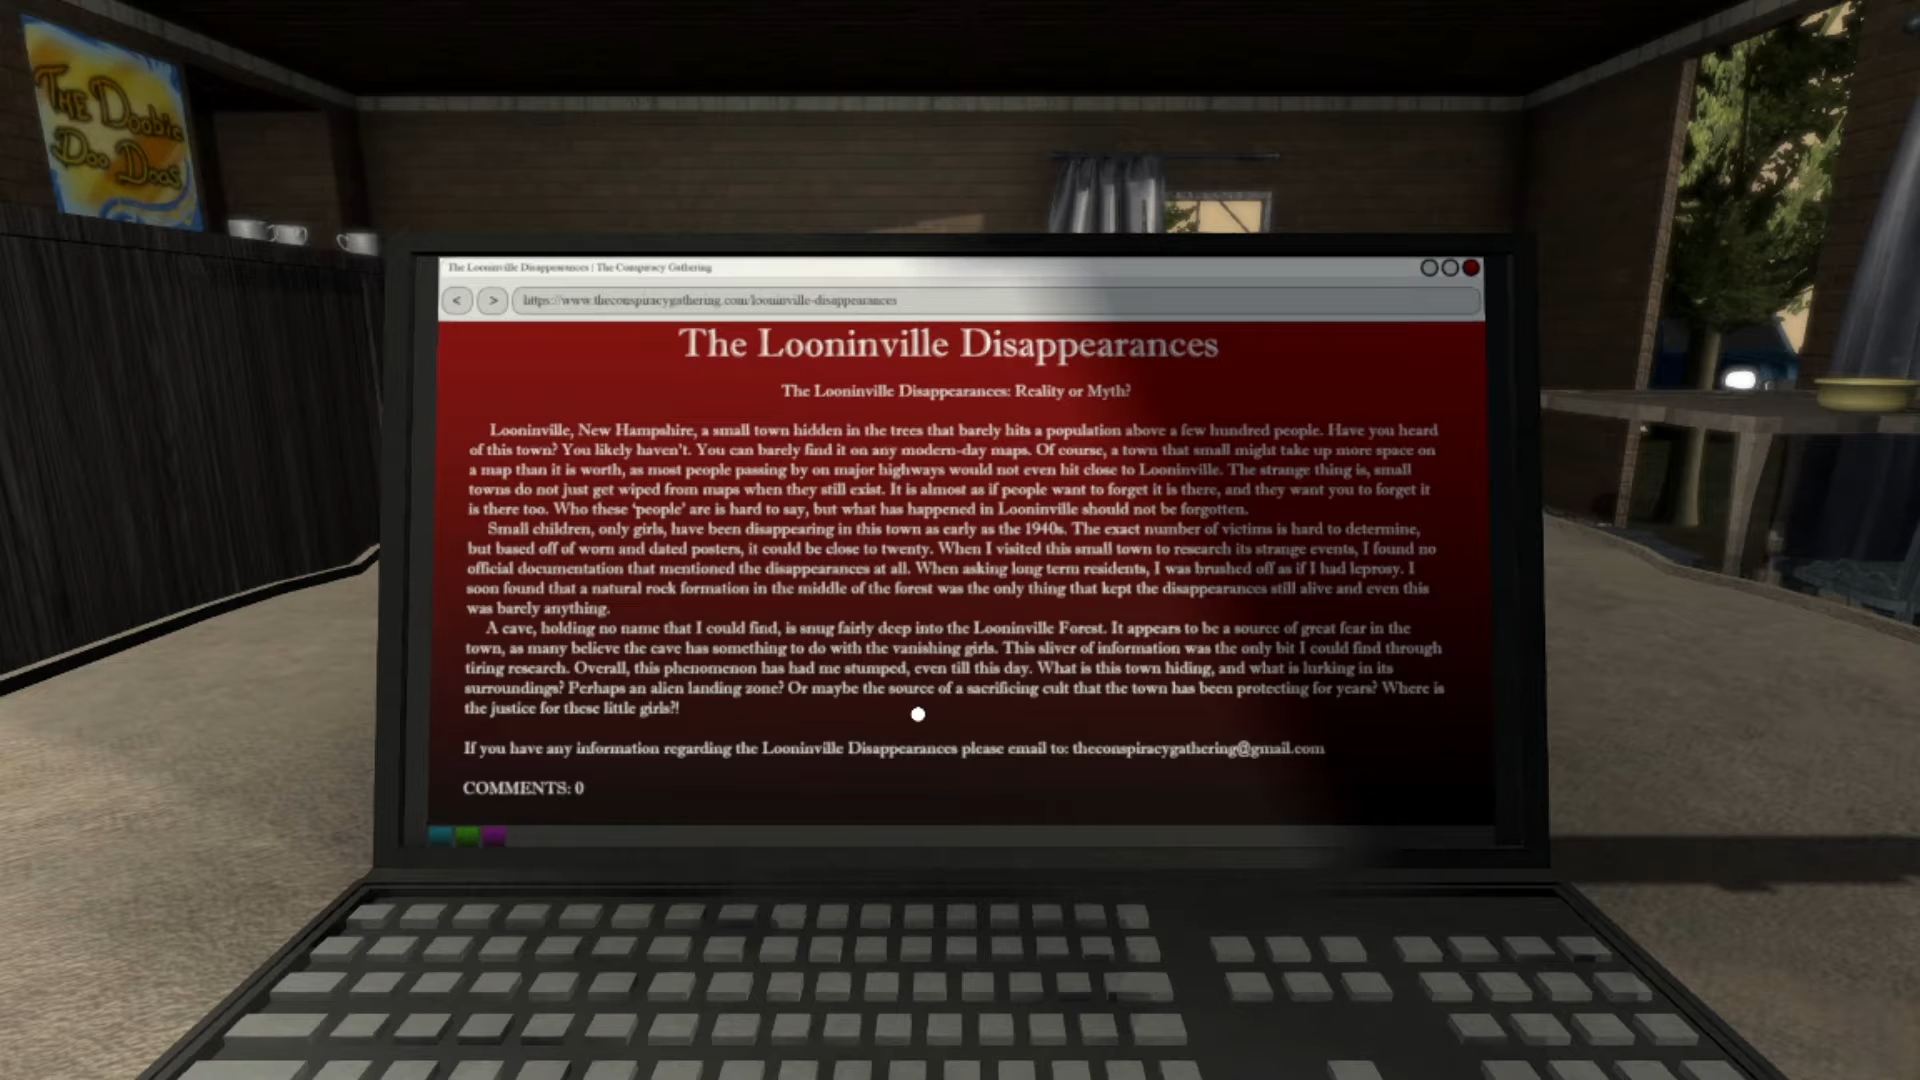 THE Doobie
Doo Doos
The Looninville Disappearances | The Conspiracy Gathering
< > https://www.theconspiracygathering.com/looninville-disappearances
The Looninville Disappearances
The Looninville Disappearances: Reality or Myth?
Looninville, New Hampshire, a small town hidden in the trees that barely hits a population above a few hundred people. Have you heard
of this town? You likely haven't. You can barely find it on any modern-day maps. Of course, a town that small might take up more space on
a map than it is worth, as most people passing by on major highways would not even hit close to Looninville. The strange thing is, small
towns do not just get wiped from maps when they still exist. It is almost as if people want to forget it is there, and they want you to forget it
is there too. Who these 'people' are is hard to say, but what has happened in Looninville should not be forgotten.
Small children, only girls, have been disappearing in this town as early as the 1940s. The exact number of victims is hard to determine,
but based off of worn and dated posters, it could be close to twenty. When I visited this small town to research its strange events, I found no
official documentation that mentioned the disappearances at all. When asking long term residents, I was brushed off as if I had leprosy. I
soon found that a natural rock formation in the middle of the forest was the only thing that kept the disappearances still alive and even this
was barely anything.
A cave, holding no name that I could find, is snug fairly deep into the Looninville Forest. It appears to be a source of great fear in the
town, as many believe the cave has something to do with the vanishing girls. This sliver of information was the only bit I could find through
tiring research. Overall, this phenomenon has had me stumped, even till this day. What is this town hiding, and what is lurking in its
surroundings? Perhaps an alien landing zone? Or maybe the source of a sacrificing cult that the town has been protecting for years? Where is
the justice for these little girls?!
If you have any information regarding the Looninville Disappearances please email to: theconspiracygathering@gmail.com
COMMENTS: 0